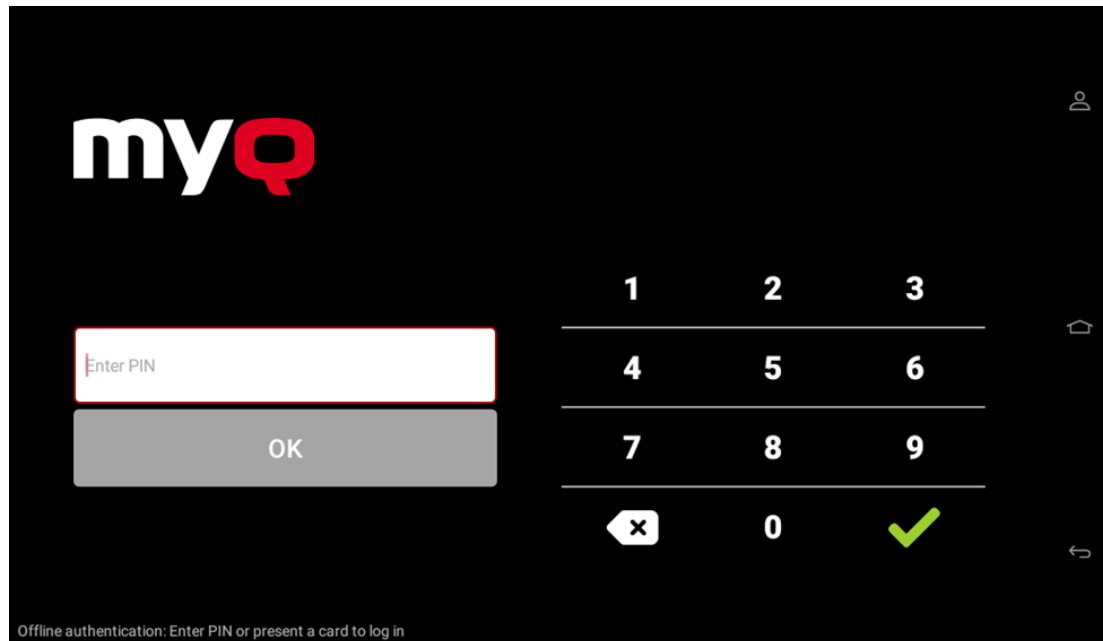 myQ
1 2 3
Enter PIN
4 5 6
OK
7 8 9
0
Offline authentication: Enter PIN or present a card to log in